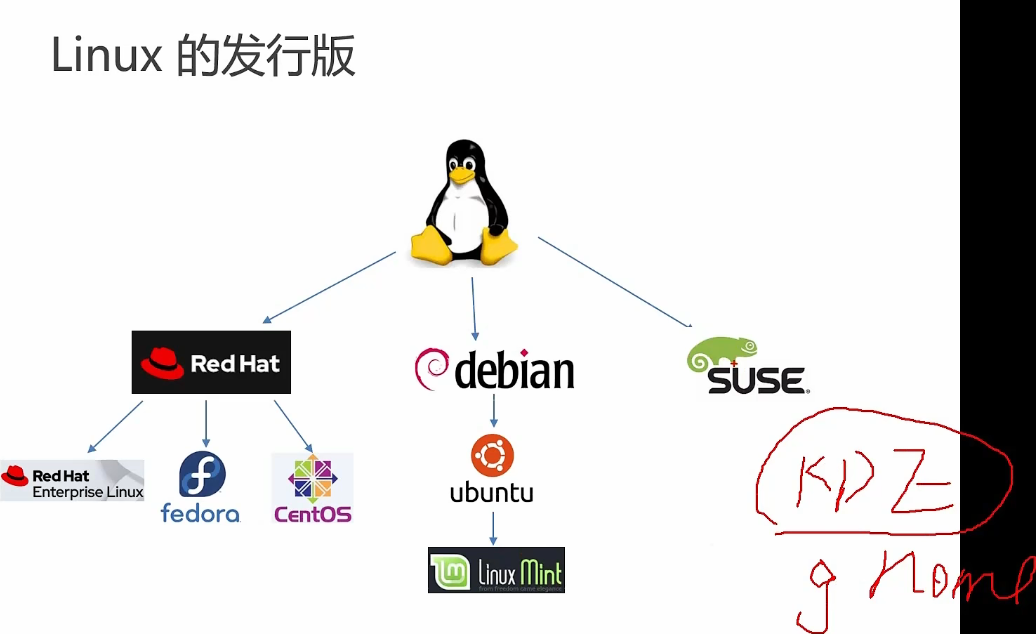 Linux 的发行版
Red Hat
debian
SUSE
Red Hat
Enterprise Linux
fedora
CentOS
ubuntu
Linux Mint
from freedom came elegance
KDE
gnome